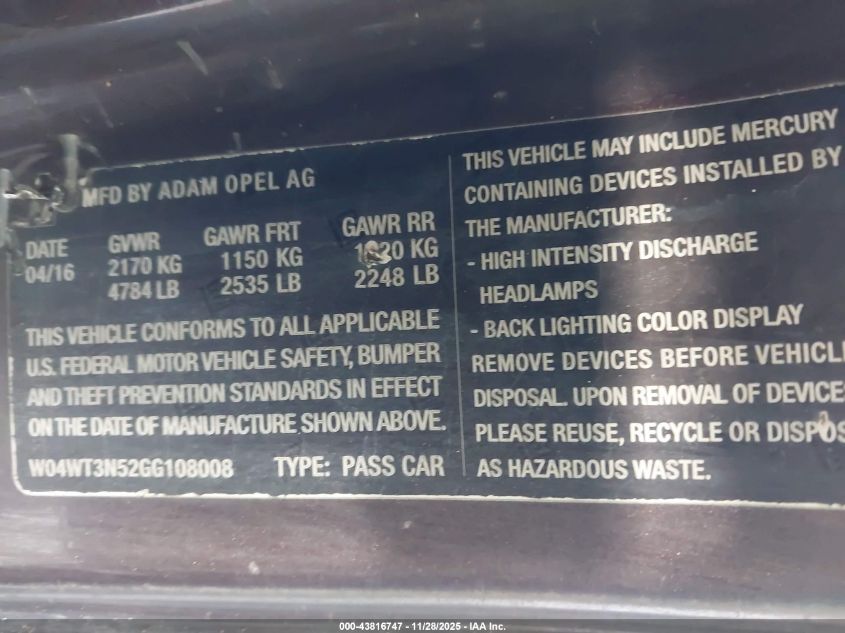 MFD BY ADAM OPEL AG
DATE GVWR GAWR FRT GAWR RR
04/16 2170 KG 1150 KG KG
4784 LB 2535 LB 2248 LB
THIS VEHICLE CONFORMS TO ALL APPLICABLE
U.S. FEDERAL MOTOR VEHICLE SAFETY, BUMPER
AND THEFT PREVENTION STANDARDS IN EFFECT
ON THE DATE OF MANUFACTURE SHOWN ABOVE.
W04WT3N52GG108008 TYPE: PASS CAR
THIS VEHICLE MAY INCLUDE MERCURY
CONTAINING DEVICES INSTALLED BY
THE MANUFACTURER:
- HIGH INTENSITY DISCHARGE
HEADLAMPS
- BACK LIGHTING COLOR DISPLAY
REMOVE DEVICES BEFORE VEHICL
DISPOSAL. UPON REMOVAL OF DEVICE
PLEASE REUSE, RECYCLE OR DISPOS
AS HAZARDOUS WASTE.
000-43816747 - 11/28/2025 - IAA Inc.